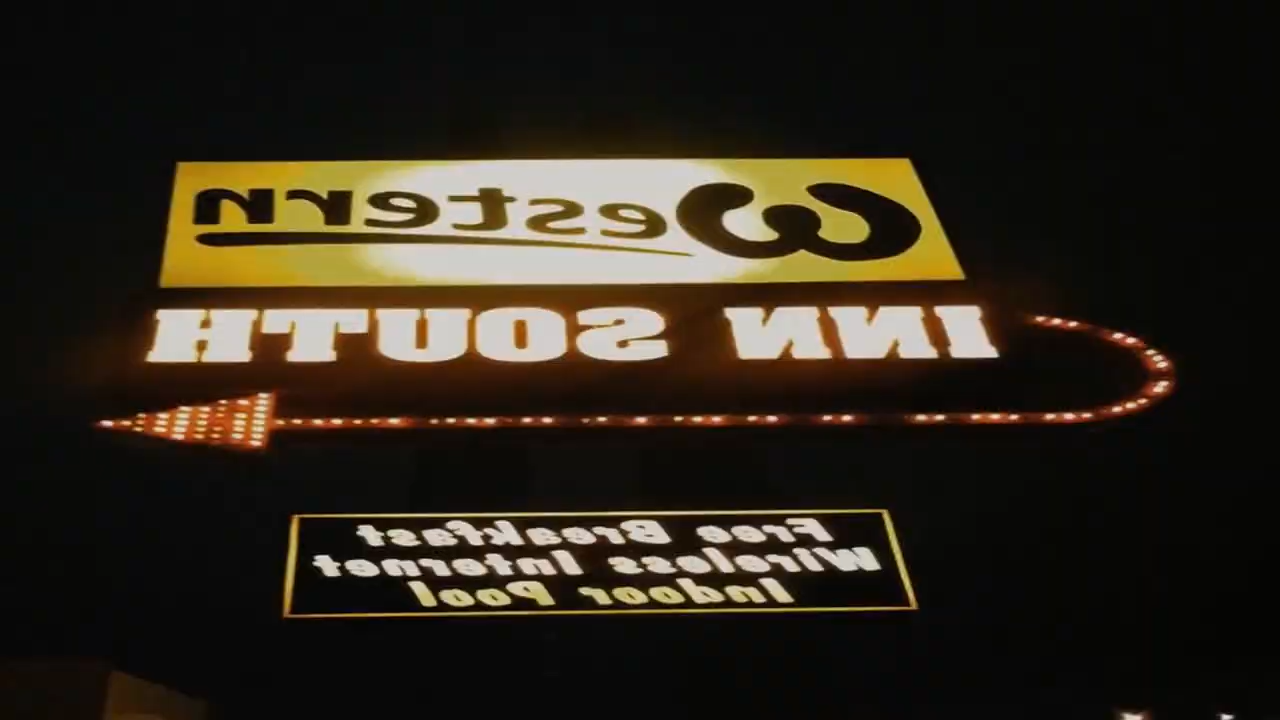 Western
INN SOUTH
Free Breakfast
Wireless Internet
Indoor Pool